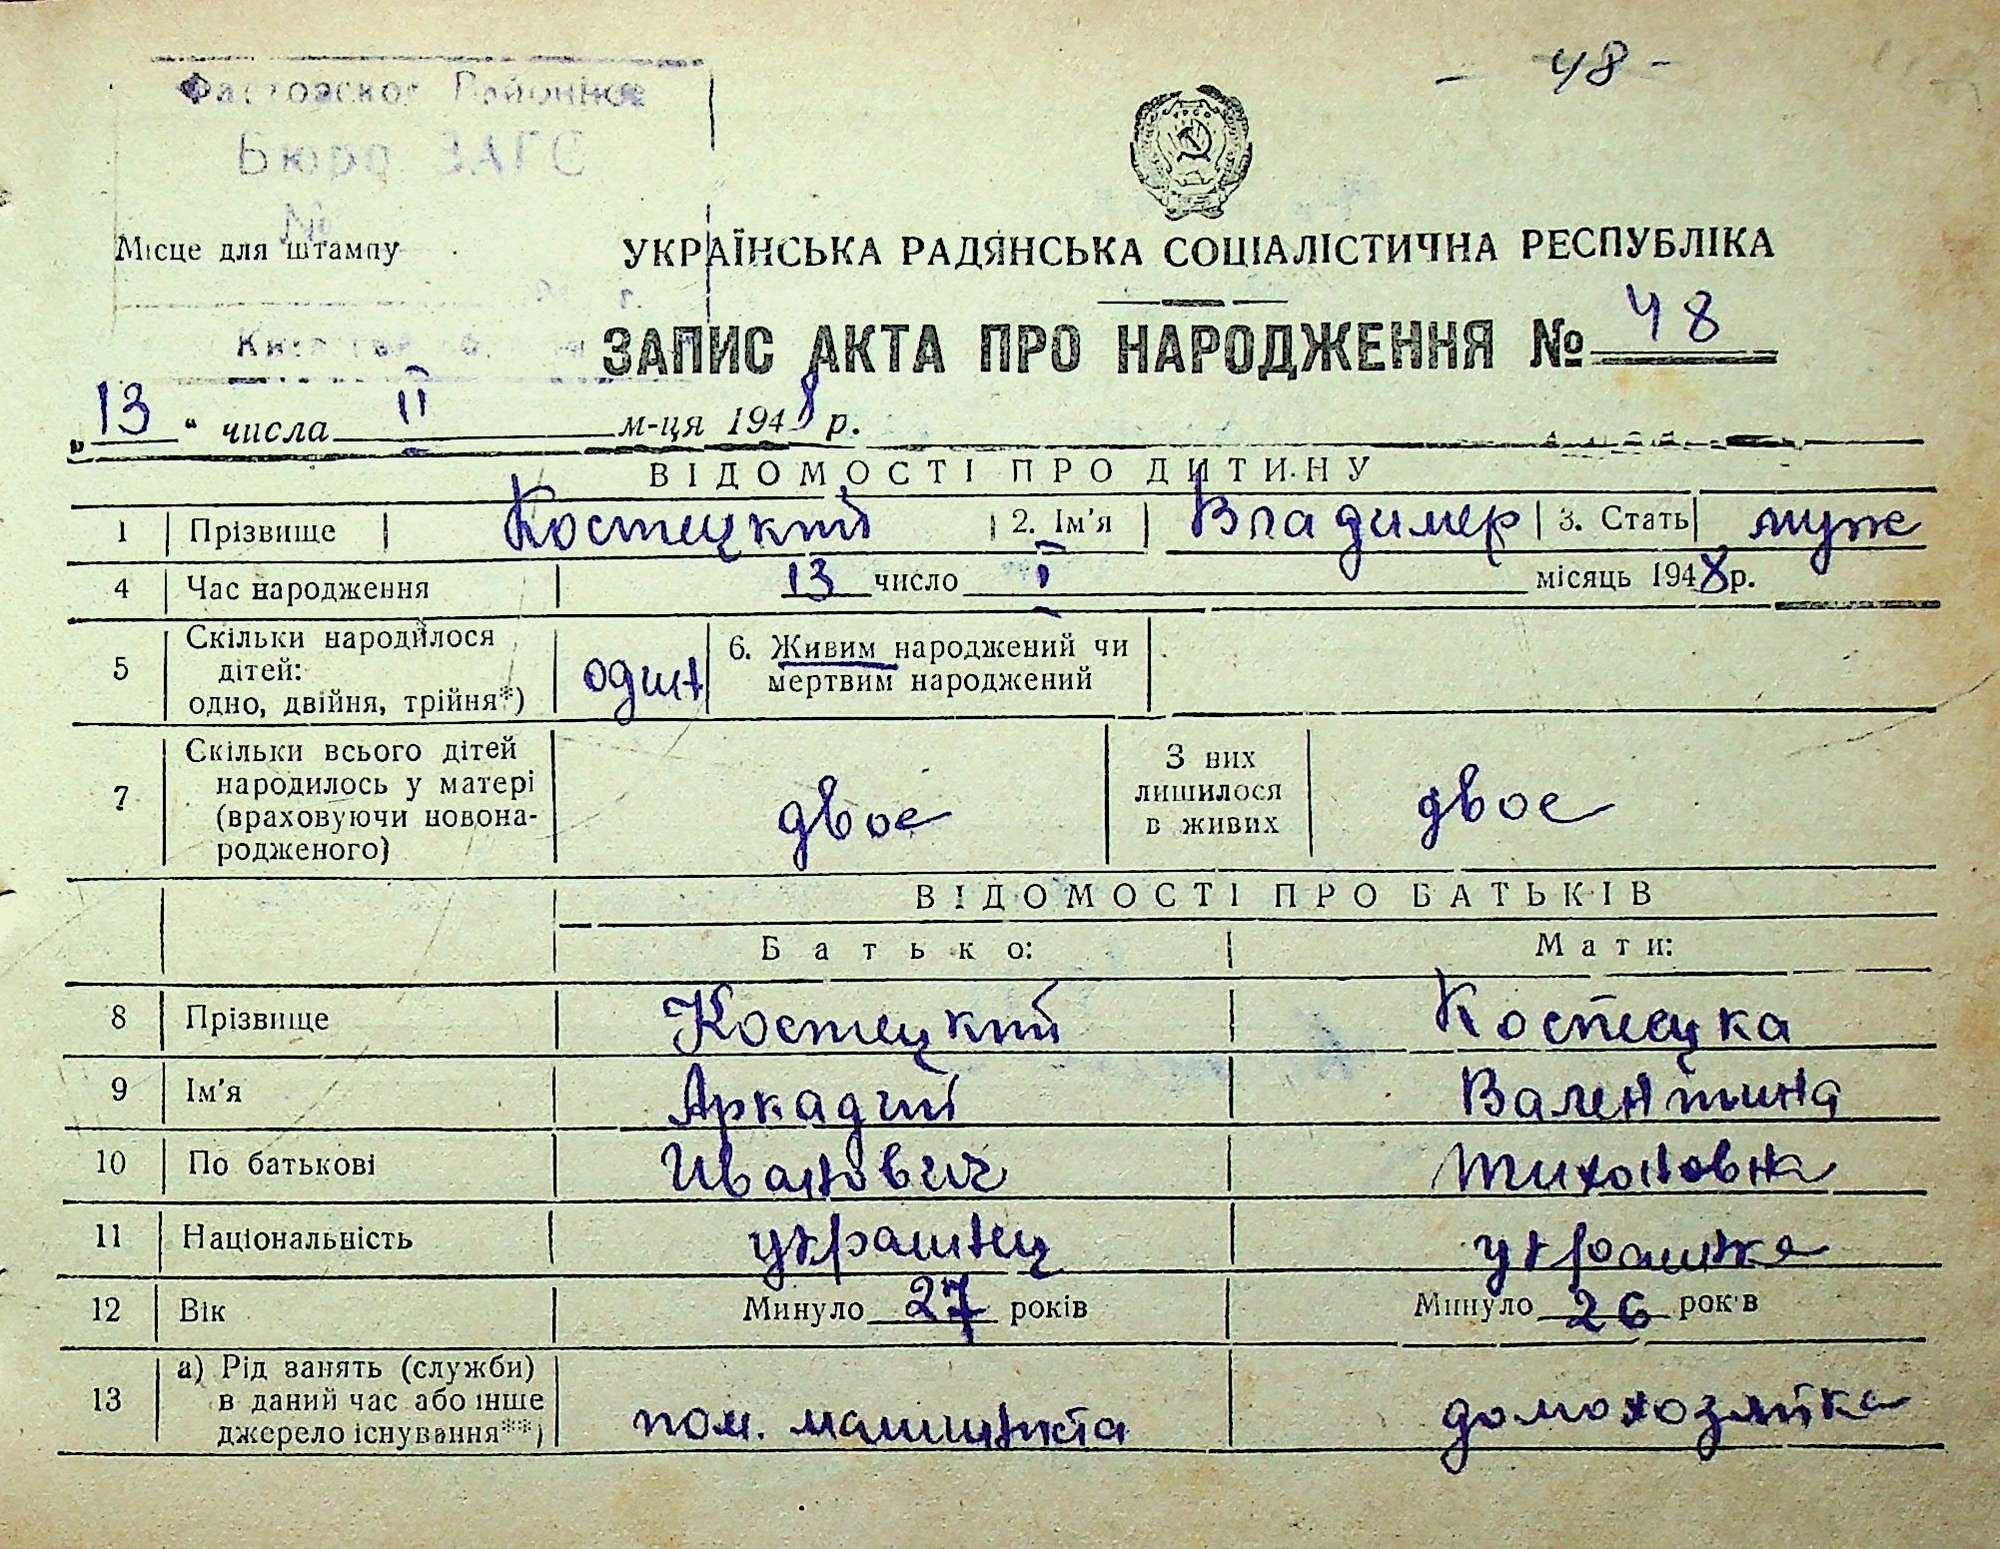 - 48 -
Фастовское Районное
Бюро ЗАГС
№
Місце для штампу
УКРАЇНСЬКА РАДЯНСЬКА СОЦІАЛІСТИЧНА РЕСПУБЛІКА
г.
ЗАПИС АКТА ПРО НАРОДЖЕННЯ № 48
„13“ числа II м-ця 1948 р.
ВІДОМОСТІ ПРО ДИТИНУ
1 Прізвище Костецкий 2. Ім'я Владимер 3. Стать муж
4 Час народження 13 число I місяць 1948 р.
5 Скільки народилося дітей: одно, двійня, трійня*) один 6. Живим народжений чи мертвим народжений
7 Скільки всього дітей народилось у матері (враховуючи новонародженого) двое З них лишилося в живих двое
ВІДОМОСТІ ПРО БАТЬКІВ
Батько: Мати:
8 Прізвище Костецкий Костецка
9 Ім'я Аркадий Валентина
10 По батькові Иванович Тихоновна
11 Національність украинец украинка
12 Вік Минуло 27 років Минуло 26 років
13 а) Рід занять (служби) в даний час або інше джерело існування**) пом. машиниста домохозяйка